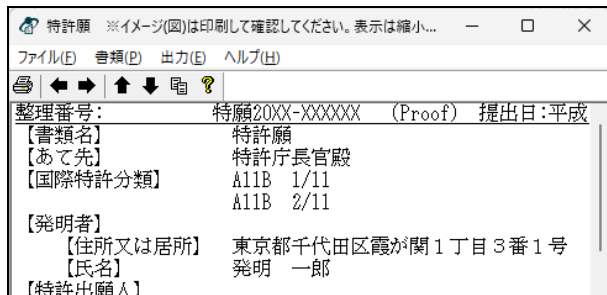 特許願 ※イメージ(図)は印刷して確認してください。表示は縮小...
ファイル(F) 書類(P) 出力(E) ヘルプ(H)
整理番号: 特願20XX-XXXXXX (Proof) 提出日:平成
【書類名】 特許願
【あて先】 特許庁長官殿
【国際特許分類】 A11B 1/11
A11B 2/11
【発明者】
【住所又は居所】 東京都千代田区霞が関1丁目3番1号
【氏名】 発明 一郎
【特許出願人】